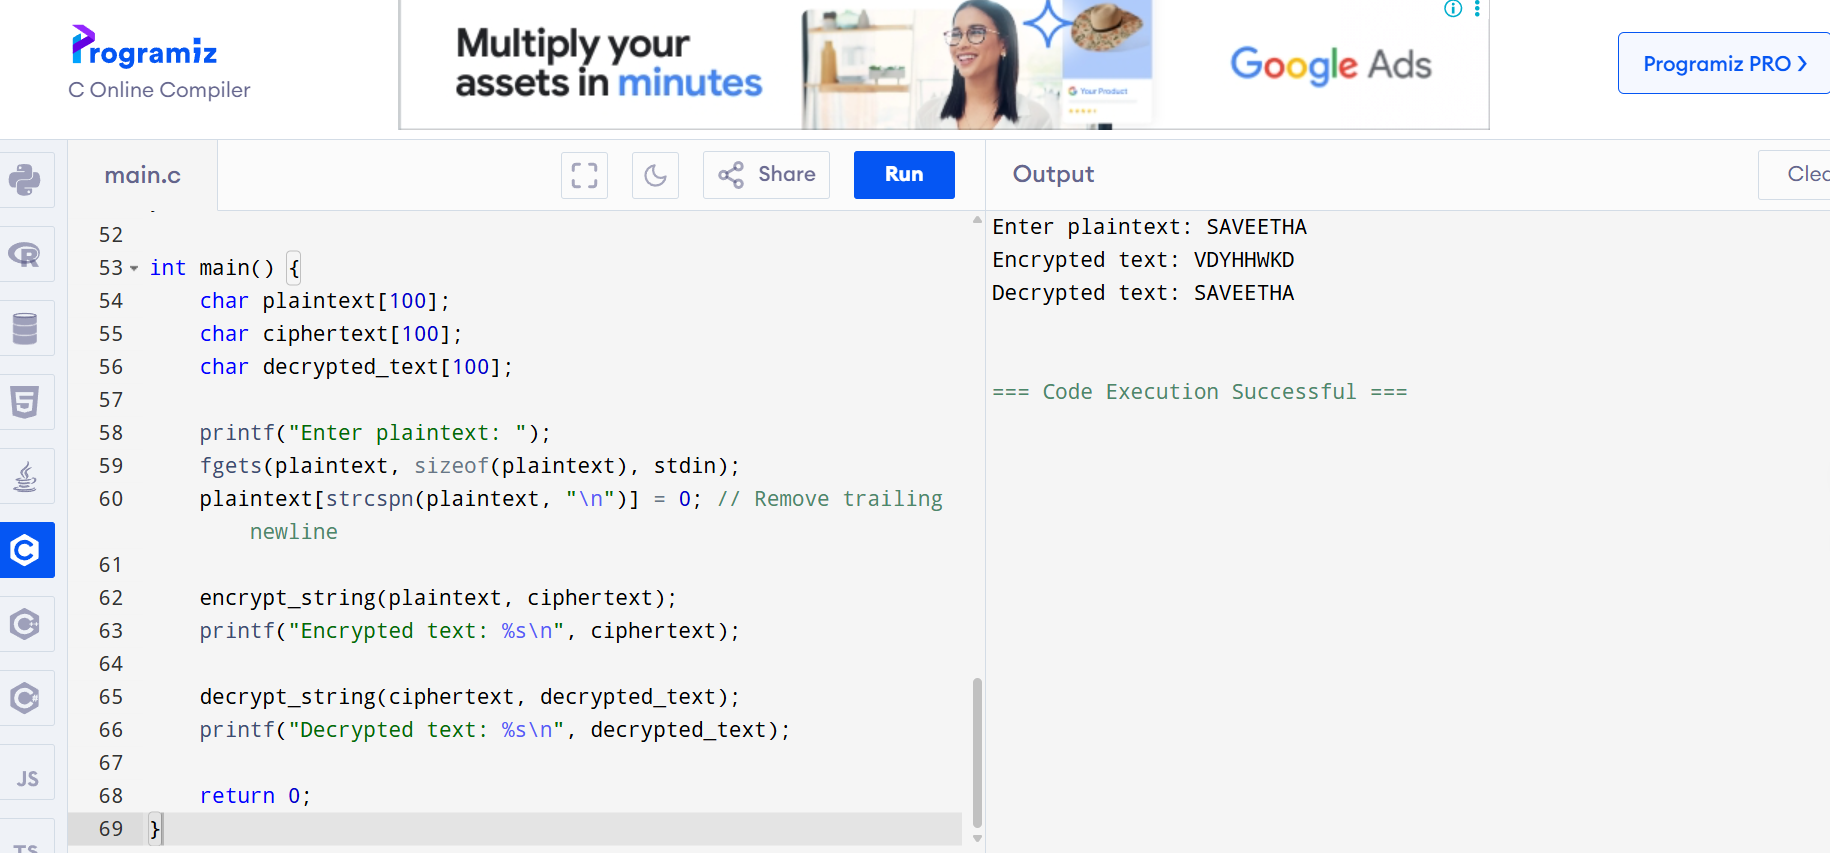 Programiz
C Online Compiler
Multiply your
assets in minutes
G Your Product
Google Ads
Programiz PRO
main.c
Share
Run
Output
52
53 int main() {
54 char plaintext[100];
55 char ciphertext[100];
56 char decrypted_text[100];
57
58 printf("Enter plaintext: ");
59 fgets(plaintext, sizeof(plaintext), stdin);
60 plaintext[strcspn(plaintext, "\n")] = 0; // Remove trailing
newline
61
62 encrypt_string(plaintext, ciphertext);
63 printf("Encrypted text: %s\n", ciphertext);
64
65 decrypt_string(ciphertext, decrypted_text);
66 printf("Decrypted text: %s\n", decrypted_text);
67
68 return 0;
69 }
Enter plaintext: SAVEETHA
Encrypted text: VDYHHWKD
Decrypted text: SAVEETHA
=== Code Execution Successful ===
R
5
C
C
C
JS